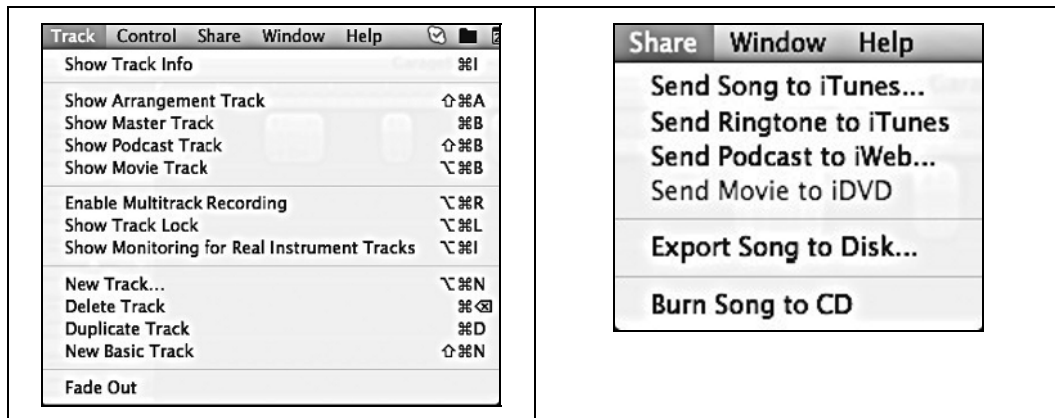 Track Control Share Window Help
Show Track Info ⌘I
Show Arrangement Track ⇧⌘A
Show Master Track ⌘B
Show Podcast Track ⇧⌘B
Show Movie Track ⌥⌘B
Enable Multitrack Recording ⌥⌘R
Show Track Lock ⌥⌘L
Show Monitoring for Real Instrument Tracks ⌥⌘I
New Track... ⌥⌘N
Delete Track ⌘⌫
Duplicate Track ⌘D
New Basic Track ⇧⌘N
Fade Out
Share Window Help
Send Song to iTunes...
Send Ringtone to iTunes
Send Podcast to iWeb...
Send Movie to iDVD
Export Song to Disk...
Burn Song to CD